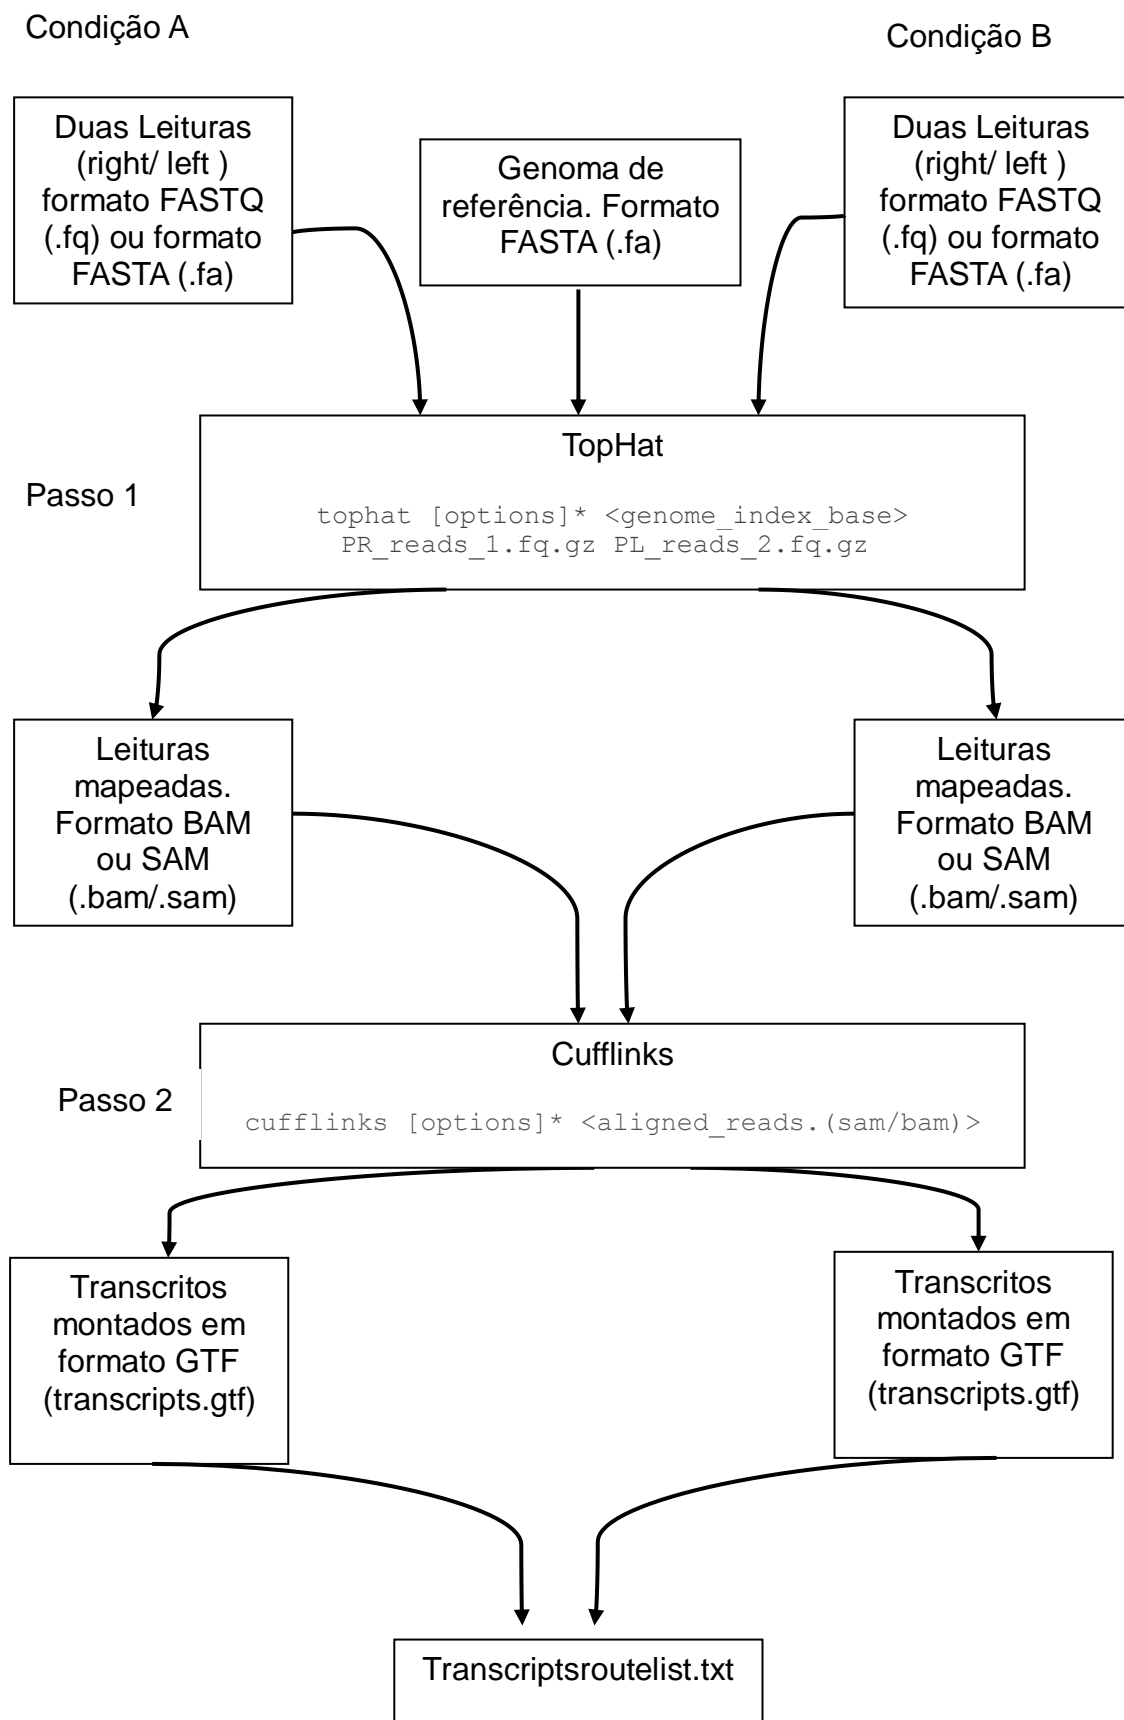 Condição A
Condição B
Duas Leituras
(right/ left )
formato FASTQ
(.fq) ou formato
FASTA (.fa)
Genoma de
referência. Formato
FASTA (.fa)
Duas Leituras
(right/ left )
formato FASTQ
(.fq) ou formato
FASTA (.fa)
TopHat
Passo 1
tophat [options]* <genome_index_base>
PR_reads_1.fq.gz PL_reads_2.fq.gz
Leituras
mapeadas.
Formato BAM
ou SAM
(.bam/.sam)
Leituras
mapeadas.
Formato BAM
ou SAM
(.bam/.sam)
Cufflinks
Passo 2
cufflinks [options]* <aligned_reads.(sam/bam)>
Transcritos
montados em
formato GTF
(transcripts.gtf)
Transcritos
montados em
formato GTF
(transcripts.gtf)
Transcriptsroutelist.txt